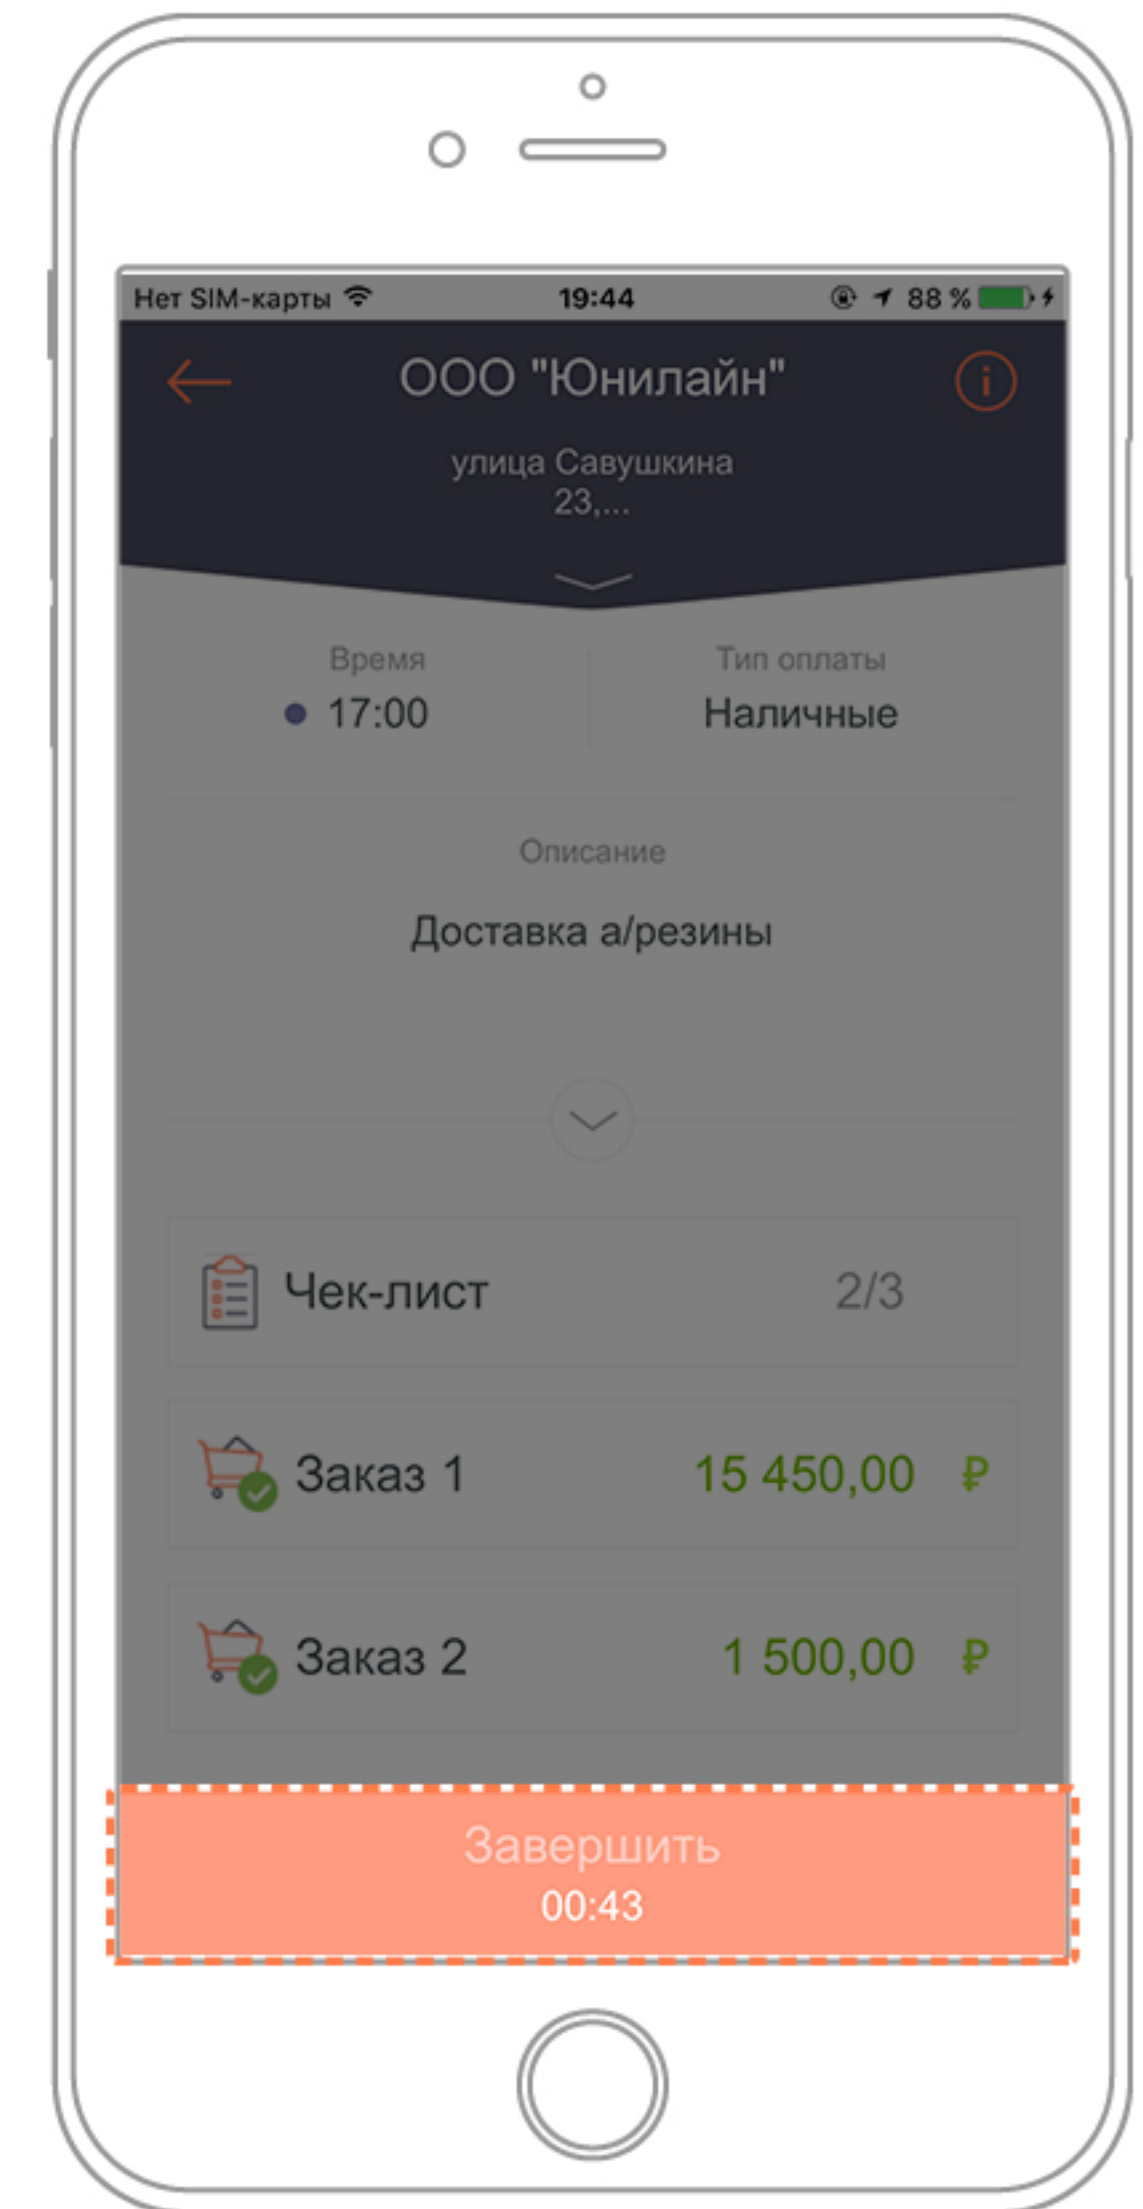 Нет SIM-карты 19:44 88 %
ООО "Юнилайн"
улица Савушкина
23,...
Время Тип оплаты
17:00 Наличные
Описание
Доставка а/резины
Чек-лист 2/3
Заказ 1 15 450,00 ₽
Заказ 2 1 500,00 ₽
Завершить
00:43